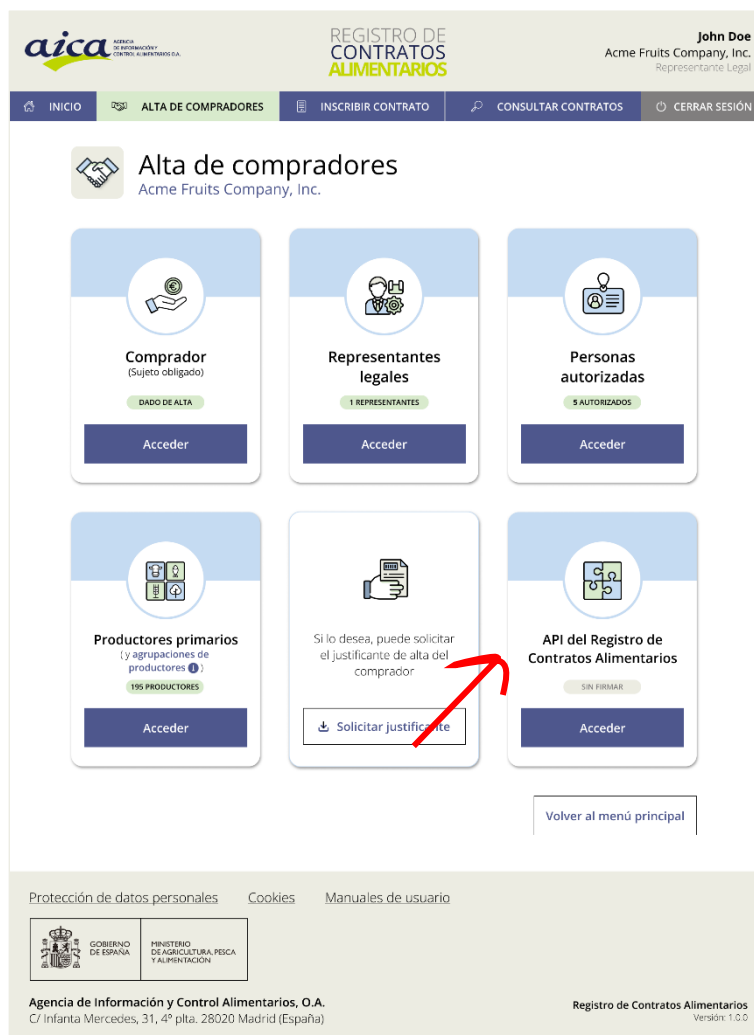 aica AGENCIA
DE INFORMACIÓN Y
CONTROL ALIMENTARIOS O.A.
REGISTRO DE
CONTRATOS
ALIMENTARIOS
John Doe
Acme Fruits Company, Inc.
Representante Legal
INICIO ALTA DE COMPRADORES INSCRIBIR CONTRATO CONSULTAR CONTRATOS CERRAR SESIÓN
Alta de compradores
Acme Fruits Company, Inc.
Comprador
(Sujeto obligado)
DADO DE ALTA
Acceder
Representantes
legales
1 REPRESENTANTES
Acceder
Personas
autorizadas
5 AUTORIZADOS
Acceder
Productores primarios
( y agrupaciones de
productores i )
195 PRODUCTORES
Acceder
Si lo desea, puede solicitar
el justificante de alta del
comprador
Solicitar justificante
API del Registro de
Contratos Alimentarios
SIN FIRMAR
Acceder
Volver al menú principal
Protección de datos personales Cookies Manuales de usuario
GOBIERNO
DE ESPAÑA
MINISTERIO
DE AGRICULTURA, PESCA
Y ALIMENTACIÓN
Agencia de Información y Control Alimentarios, O.A.
C/ Infanta Mercedes, 31, 4º plta. 28020 Madrid (España)
Registro de Contratos Alimentarios
Versión: 1.0.0